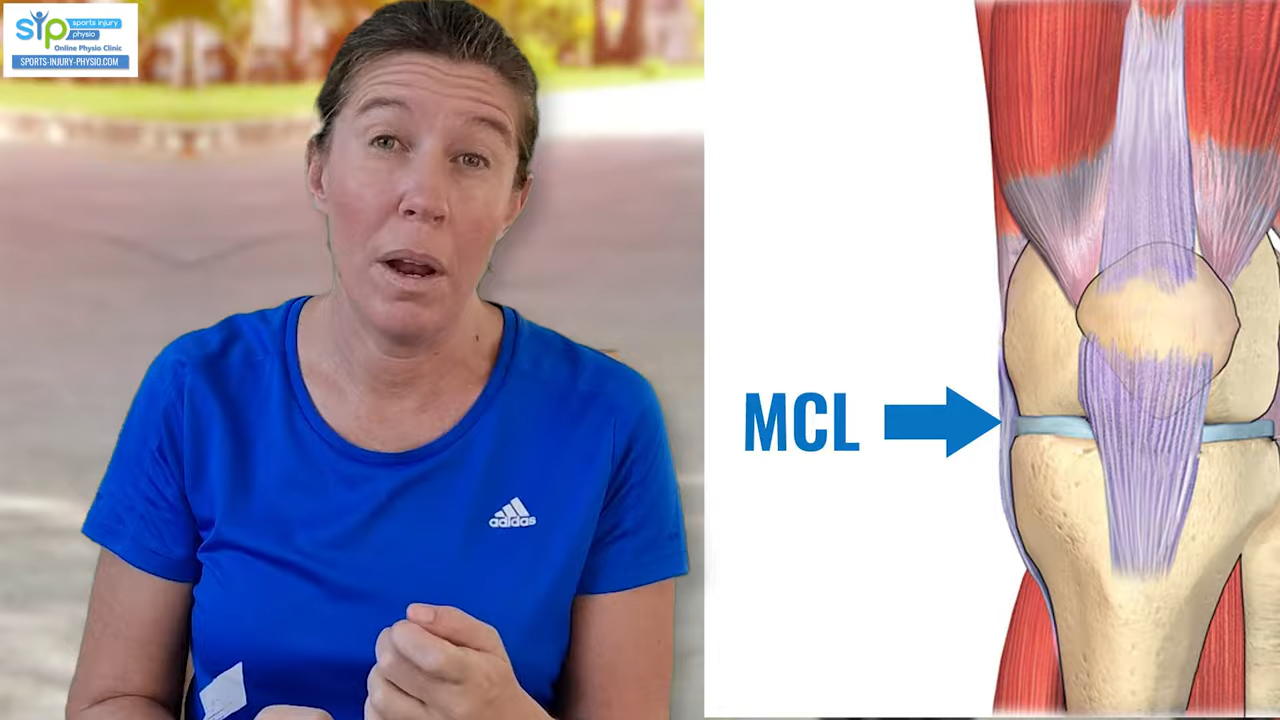 sip sports injury
physio
Online Physio Clinic
SPORTS-INJURY-PHYSIO.COM
adidas
MCL